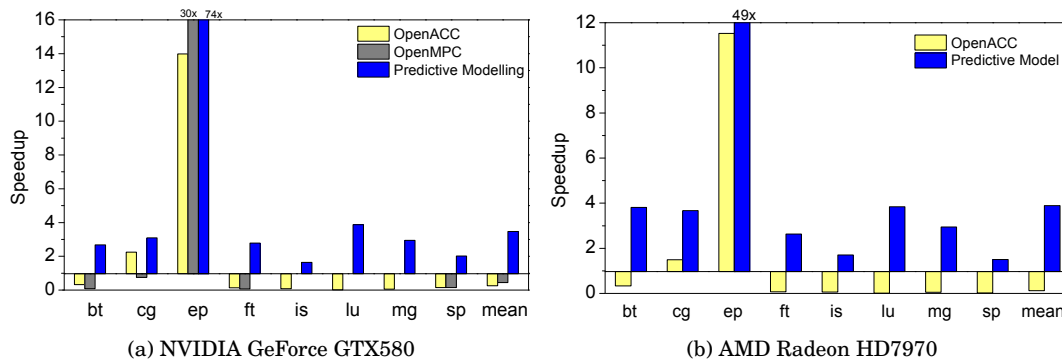 30x 74x
16
14
12
10
8
6
4
2
0
Speedup
OpenACC
OpenMPC
Predictive Modelling
bt cg ep ft is lu mg sp mean
(a) NVIDIA GeForce GTX580
49x
12
10
8
6
4
2
0
Speedup
OpenACC
Predictive Model
bt cg ep ft is lu mg sp mean
(b) AMD Radeon HD7970